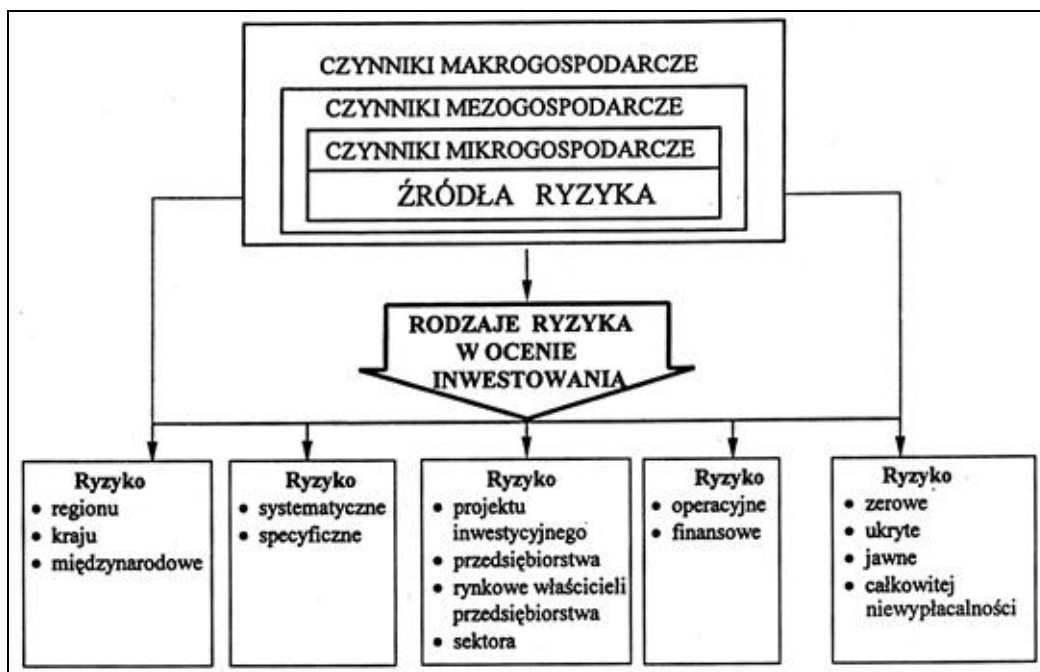 CZYNNIKI MAKROGOSPODARCZE
CZYNNIKI MEZOGOSPODARCZE
CZYNNIKI MIKROGOSPODARCZE
ŹRÓDŁA RYZYKA
RODZAJE RYZYKA
W OCENIE
INWESTOWANIA
Ryzyko
• regionu
• kraju
• międzynarodowe
Ryzyko
• systematyczne
• specyficzne
Ryzyko
• projektu
inwestycyjnego
• przedsiębiorstwa
• rynkowe właścicieli
przedsiębiorstwa
• sektora
Ryzyko
• operacyjne
• finansowe
Ryzyko
• zerowe
• ukryte
• jawne
• całkowitej
niewypłacalności